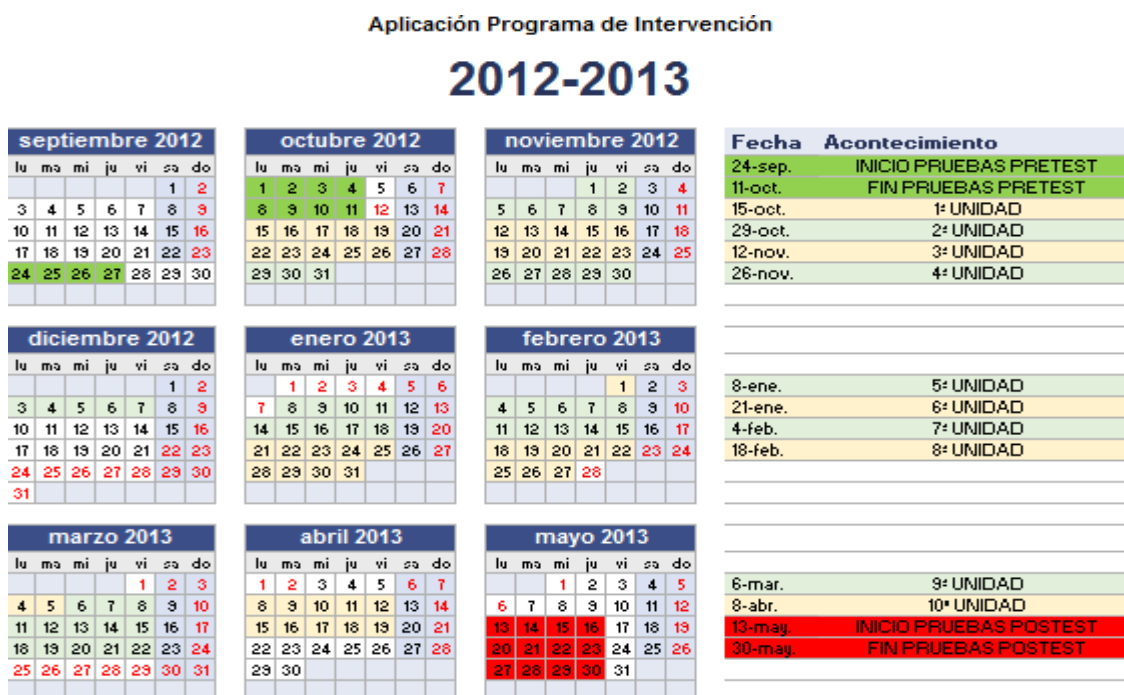 Aplicación Programa de Intervención
2012-2013
septiembre 2012
lu ma mi ju vi sa do
1 2
3 4 5 6 7 8 9
10 11 12 13 14 15 16
17 18 19 20 21 22 23
24 25 26 27 28 29 30
octubre 2012
lu ma mi ju vi sa do
1 2 3 4 5 6 7
8 9 10 11 12 13 14
15 16 17 18 19 20 21
22 23 24 25 26 27 28
29 30 31
noviembre 2012
lu ma mi ju vi sa do
1 2 3 4
5 6 7 8 9 10 11
12 13 14 15 16 17 18
19 20 21 22 23 24 25
26 27 28 29 30
Fecha Acontecimiento
24-sep. INICIO PRUEBAS PRETEST
11-oct. FIN PRUEBAS PRETEST
15-oct. 1ª UNIDAD
29-oct. 2ª UNIDAD
12-nov. 3ª UNIDAD
26-nov. 4ª UNIDAD
diciembre 2012
lu ma mi ju vi sa do
1 2
3 4 5 6 7 8 9
10 11 12 13 14 15 16
17 18 19 20 21 22 23
24 25 26 27 28 29 30
31
enero 2013
lu ma mi ju vi sa do
1 2 3 4 5 6
7 8 9 10 11 12 13
14 15 16 17 18 19 20
21 22 23 24 25 26 27
28 29 30 31
febrero 2013
lu ma mi ju vi sa do
1 2 3
4 5 6 7 8 9 10
11 12 13 14 15 16 17
18 19 20 21 22 23 24
25 26 27 28
8-ene. 5ª UNIDAD
21-ene. 6ª UNIDAD
4-feb. 7ª UNIDAD
18-feb. 8ª UNIDAD
marzo 2013
lu ma mi ju vi sa do
1 2 3
4 5 6 7 8 9 10
11 12 13 14 15 16 17
18 19 20 21 22 23 24
25 26 27 28 29 30 31
abril 2013
lu ma mi ju vi sa do
1 2 3 4 5 6 7
8 9 10 11 12 13 14
15 16 17 18 19 20 21
22 23 24 25 26 27 28
29 30
mayo 2013
lu ma mi ju vi sa do
1 2 3 4 5
6 7 8 9 10 11 12
13 14 15 16 17 18 19
20 21 22 23 24 25 26
27 28 29 30 31
6-mar. 9ª UNIDAD
8-abr. 10ª UNIDAD
13-may. INICIO PRUEBAS POSTEST
30-may. FIN PRUEBAS POSTEST